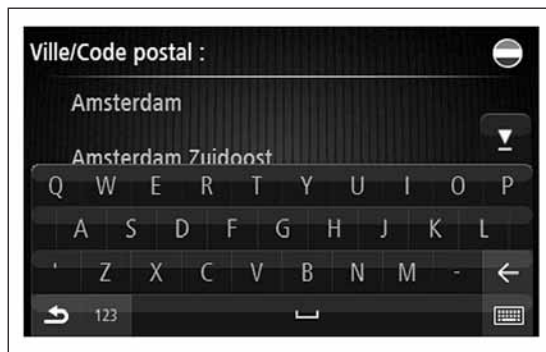 Ville/Code postal :
Amsterdam
Amsterdam Zuidoost
Q W E R T Y U I O P
A S D F G H J K L
' Z X C V B N M -
123